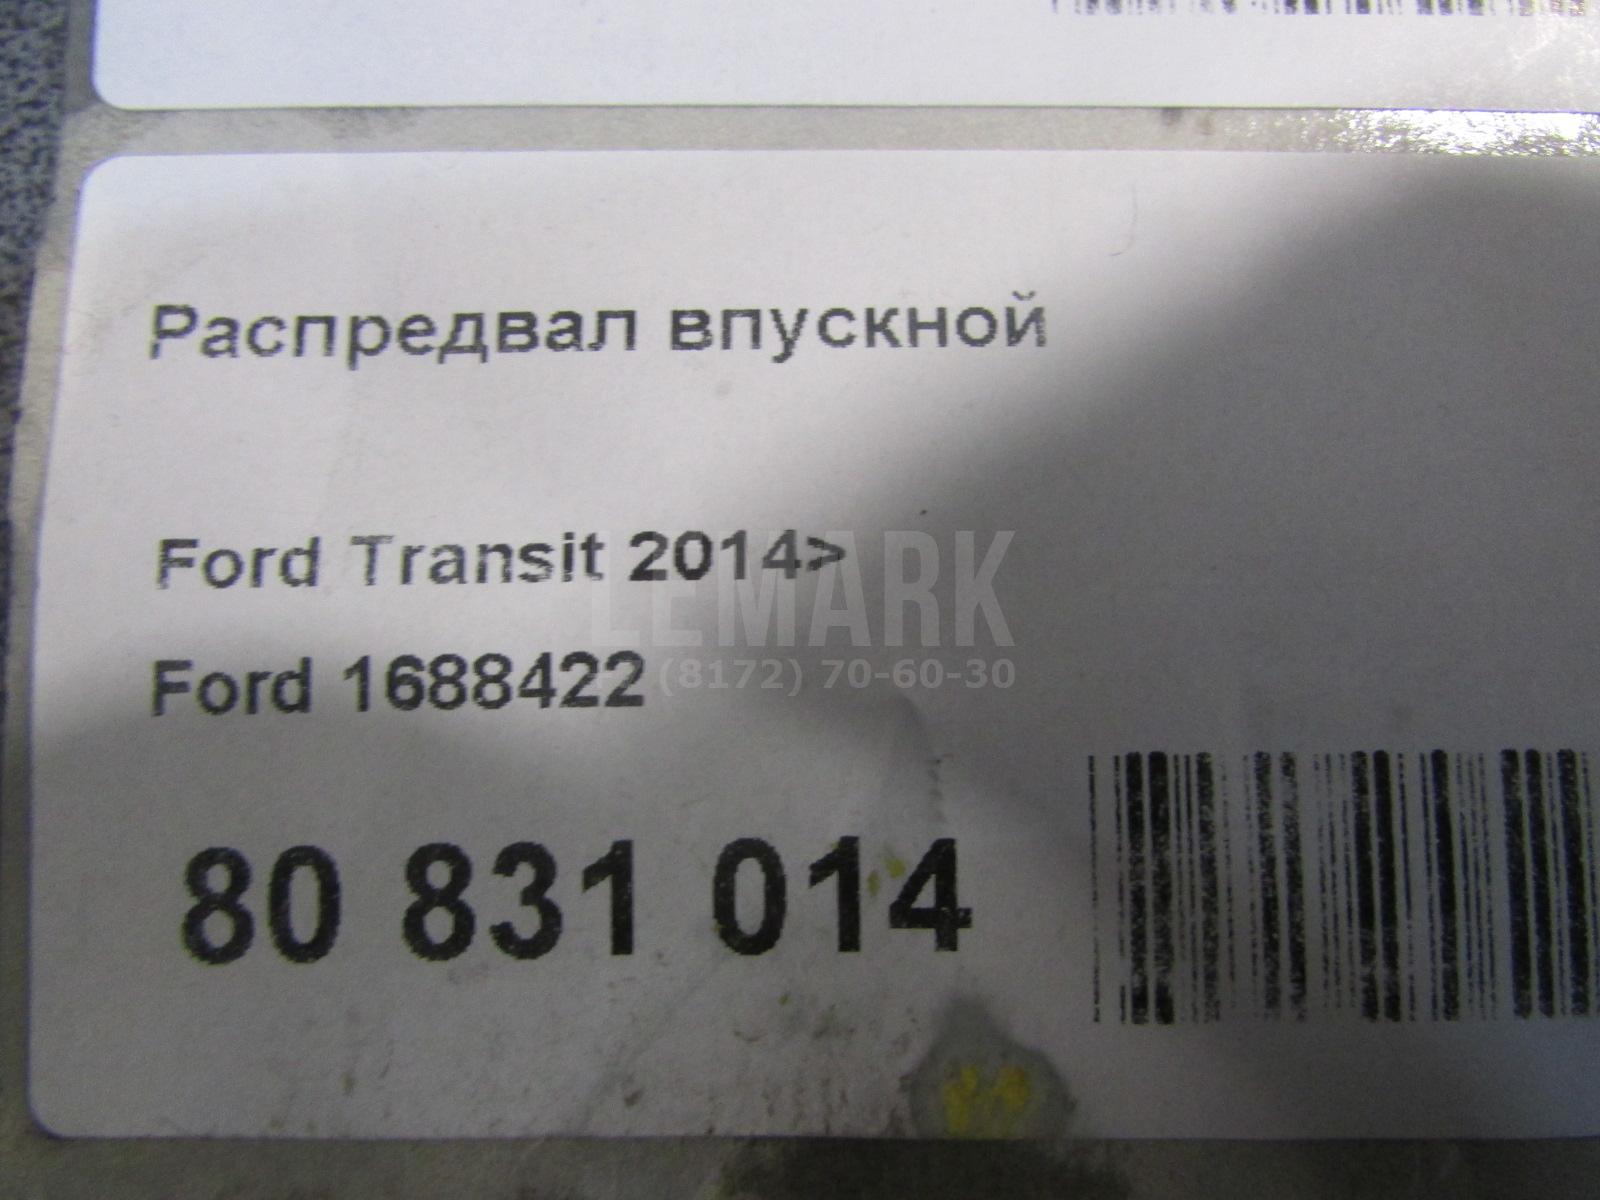 Распредвал впускной
Ford Transit 2014>
LEMARK
Ford 1688422
(8172) 70-60-30
80 831 014